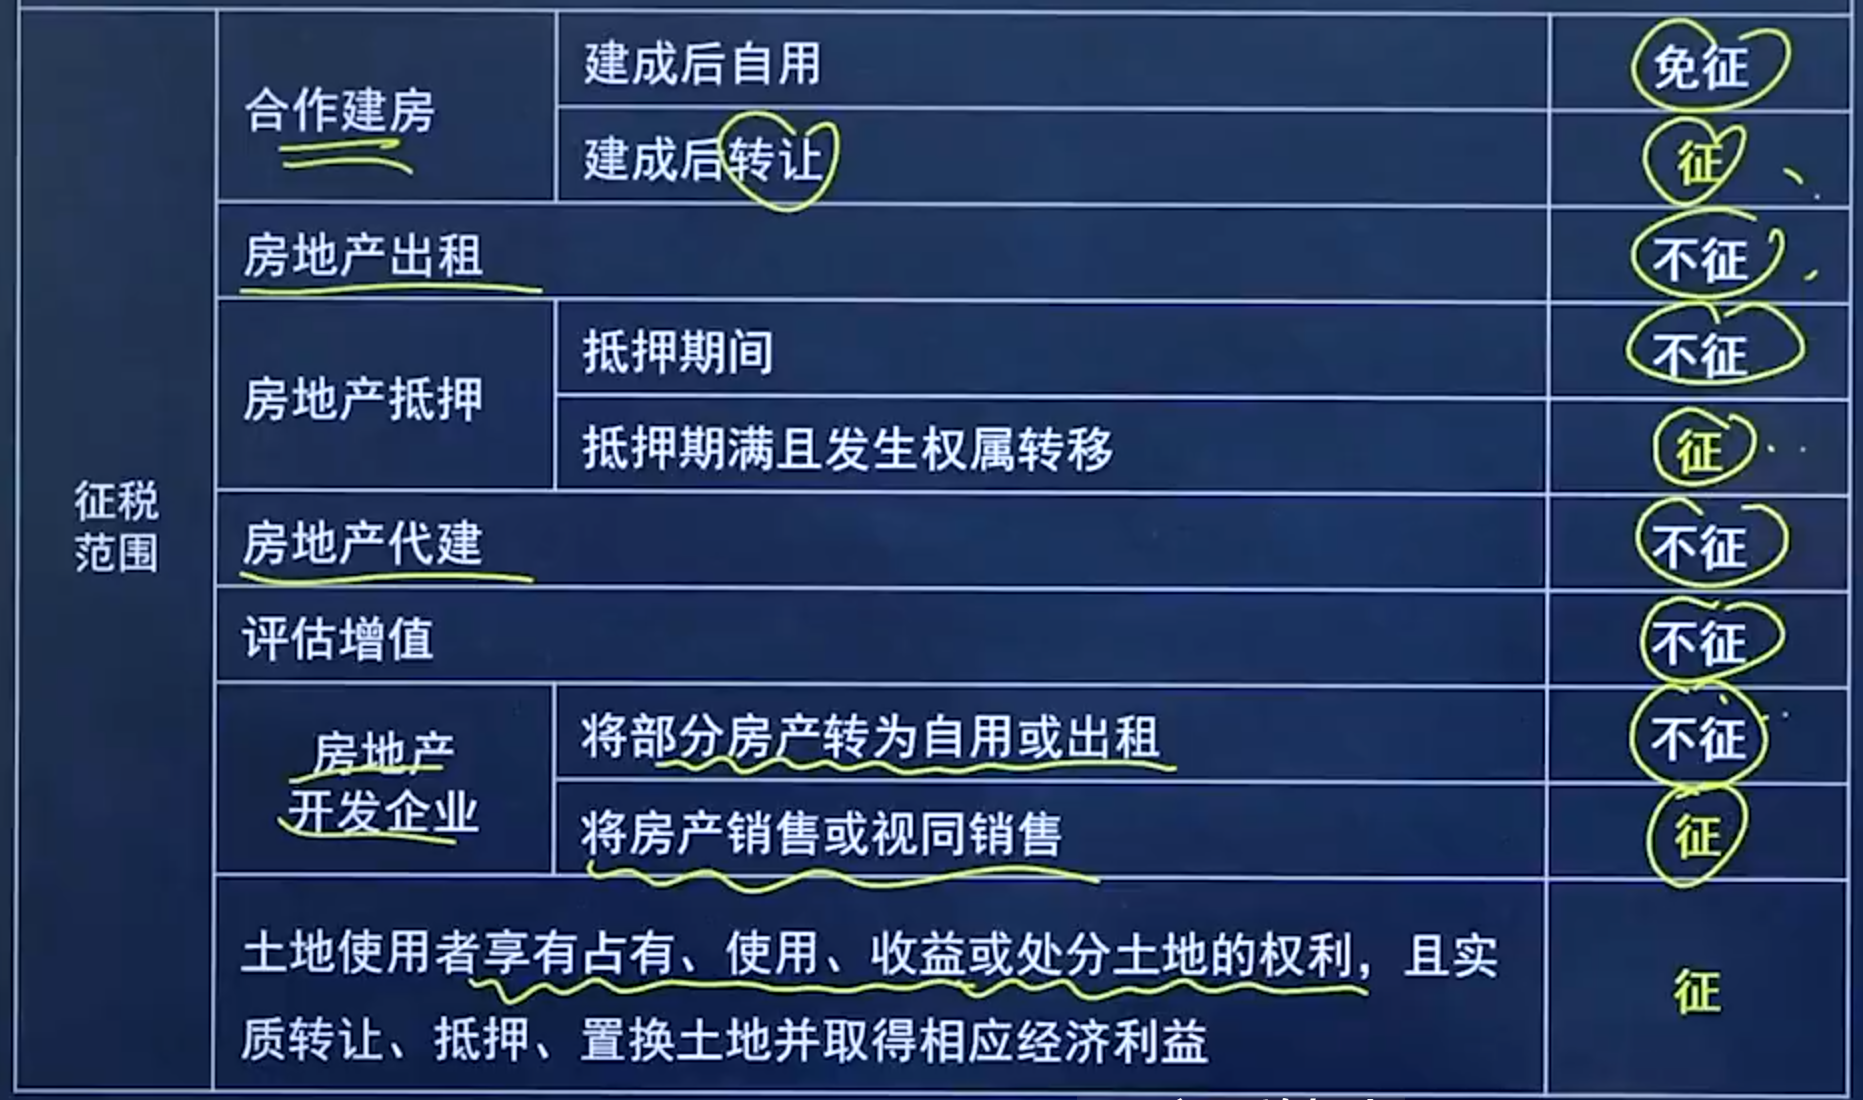 征税
范围
合作建房
建成后自用
免征
建成后转让
征
房地产出租
不征
房地产抵押
抵押期间
不征
抵押期满且发生权属转移
征
房地产代建
不征
评估增值
不征
房地产
开发企业
将部分房产转为自用或出租
不征
将房产销售或视同销售
征
土地使用者享有占有、使用、收益或处分土地的权利，且实
质转让、抵押、置换土地并取得相应经济利益
征